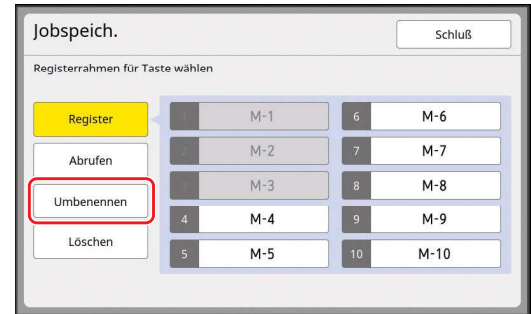 Jobspeich.
Schluß
Registerrahmen für Taste wählen
Register
Abrufen
Umbenennen
Löschen
1 M-1
2 M-2
3 M-3
4 M-4
5 M-5
6 M-6
7 M-7
8 M-8
9 M-9
10 M-10